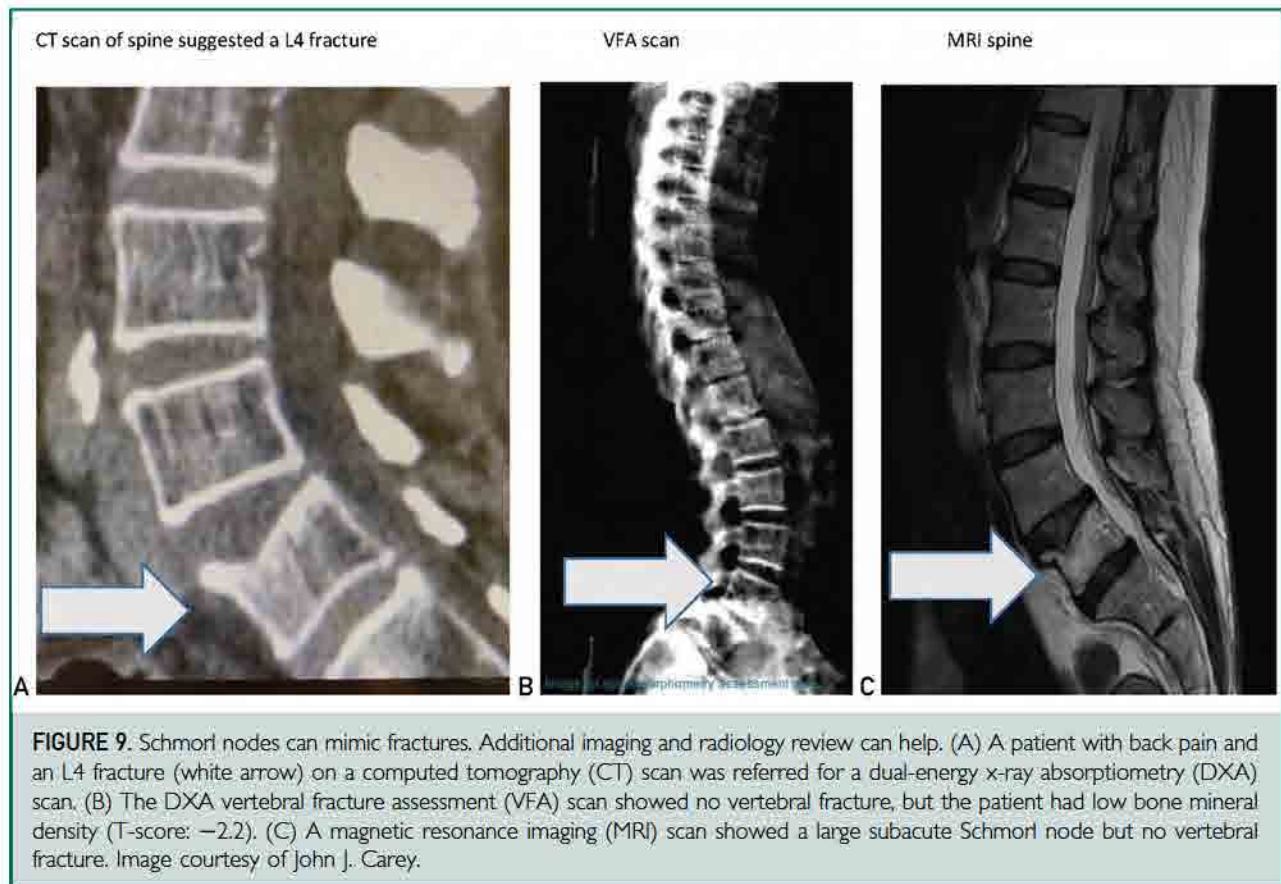 CT scan of spine suggested a L4 fracture
VFA scan
MRI spine
A
B
C
FIGURE 9. Schmorl nodes can mimic fractures. Additional imaging and radiology review can help. (A) A patient with back pain and
an L4 fracture (white arrow) on a computed tomography (CT) scan was referred for a dual-energy x-ray absorptiometry (DXA)
scan. (B) The DXA vertebral fracture assessment (VFA) scan showed no vertebral fracture, but the patient had low bone mineral
density (T-score: −2.2). (C) A magnetic resonance imaging (MRI) scan showed a large subacute Schmorl node but no vertebral
fracture. Image courtesy of John J. Carey.